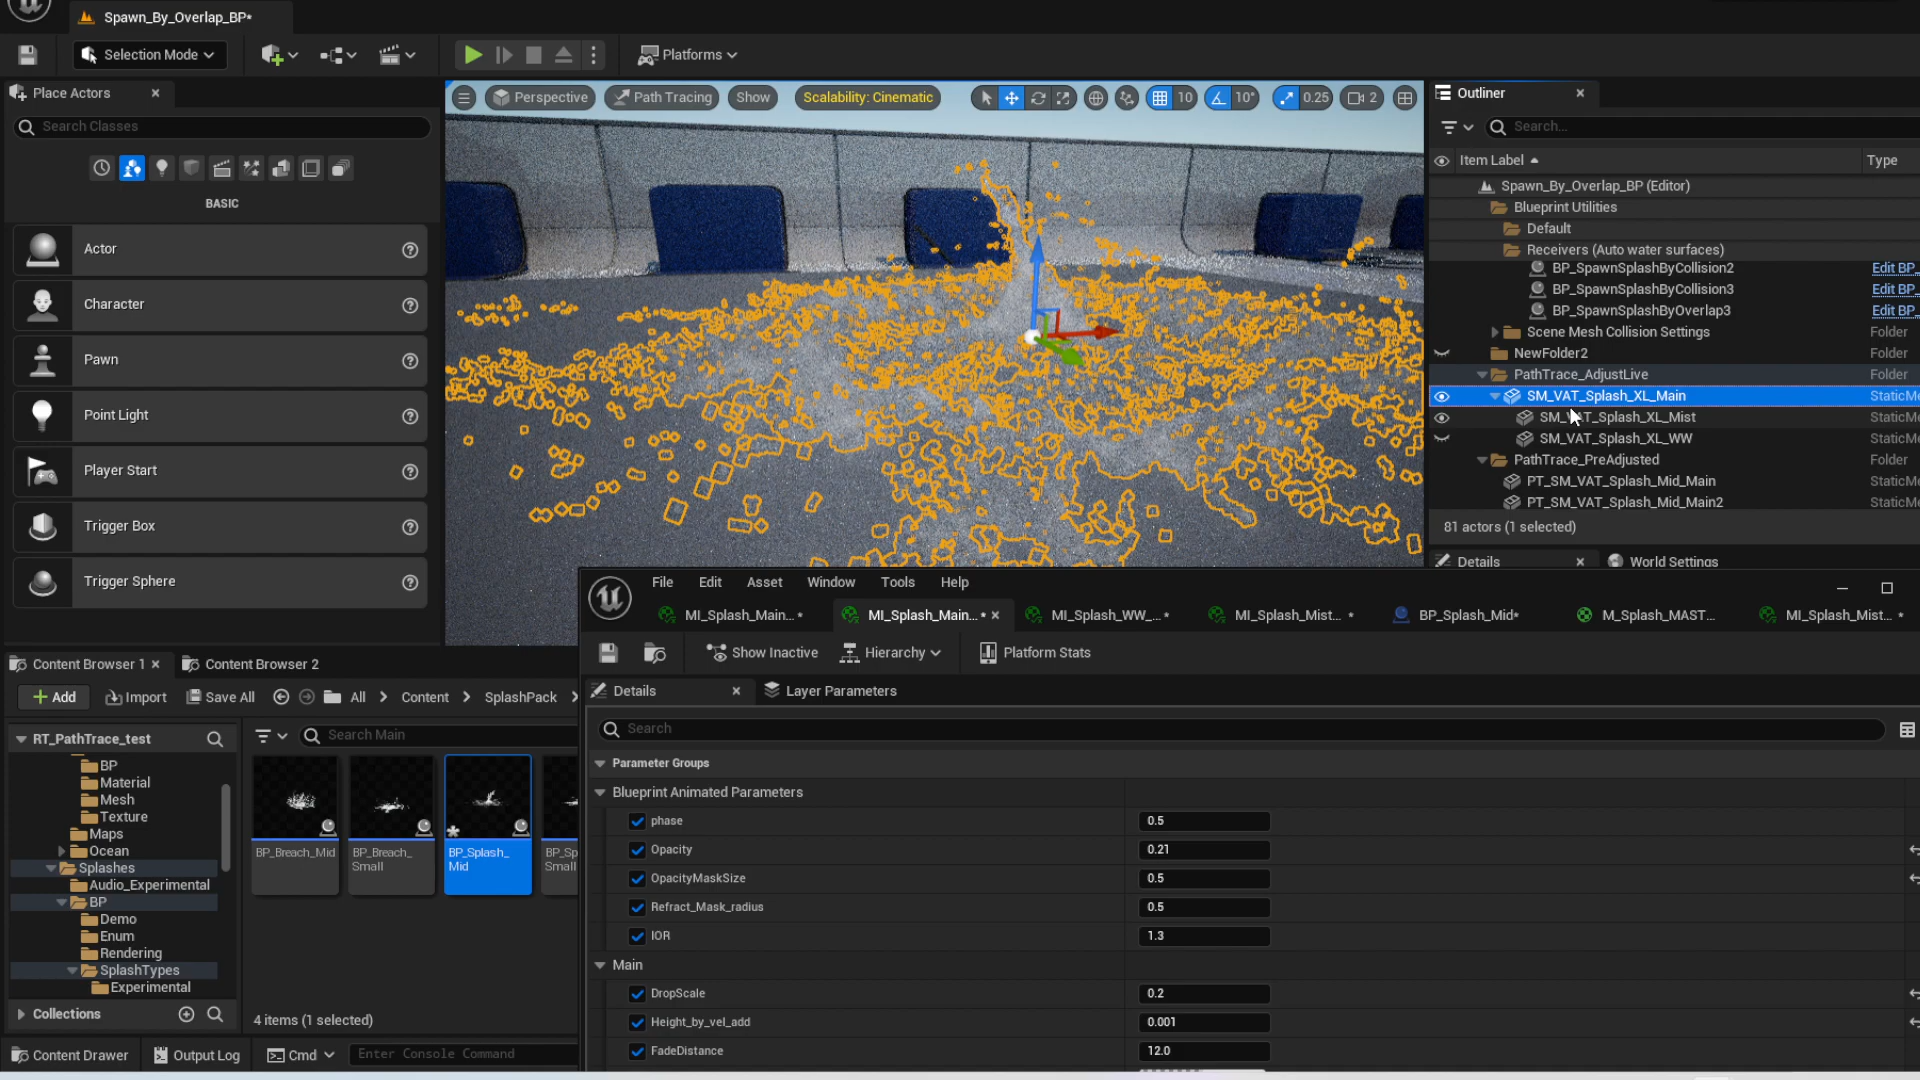 Spawn_By_Overlap_BP*
Selection Mode
Platforms
Place Actors
Search Classes
BASIC
Actor
Character
Pawn
Point Light
Player Start
Trigger Box
Trigger Sphere
Perspective
Path Tracing
Show
Scalability: Cinematic
10
10°
0.25
2
Outliner
Search...
Item Label
Type
Spawn_By_Overlap_BP (Editor)
Blueprint Utilities
Default
Receivers (Auto water surfaces)
BP_SpawnSplashByCollision2 Edit BP_
BP_SpawnSplashByCollision3 Edit BP_
BP_SpawnSplashByOverlap3 Edit BP_
Scene Mesh Collision Settings Folder
NewFolder2 Folder
PathTrace_AdjustLive Folder
SM_VAT_Splash_XL_Main StaticMe
SM_VAT_Splash_XL_Mist StaticMe
SM_VAT_Splash_XL_WW StaticMe
PathTrace_PreAdjusted Folder
PT_SM_VAT_Splash_Mid_Main StaticMe
PT_SM_VAT_Splash_Mid_Main2 StaticMe
81 actors (1 selected)
Details
World Settings
File Edit Asset Window Tools Help
MI_Splash_Main... *
MI_Splash_Main... *
MI_Splash_WW_... *
MI_Splash_Mist... *
BP_Splash_Mid*
M_Splash_MAST...
MI_Splash_Mist... *
Show Inactive
Hierarchy
Platform Stats
Details
Layer Parameters
Search
Parameter Groups
Blueprint Animated Parameters
phase 0.5
Opacity 0.21
OpacityMaskSize 0.5
Refract_Mask_radius 0.5
IOR 1.3
Main
DropScale 0.2
Height_by_vel_add 0.001
FadeDistance 12.0
Content Browser 1
Content Browser 2
Add
Import
Save All
All > Content > SplashPack >
RT_PathTrace_test
Search Main
BP
Material
Mesh
Texture
Maps
Ocean
Splashes
Audio_Experimental
BP
Demo
Enum
Rendering
SplashTypes
Experimental
Collections
BP_Breach_Mid
BP_Breach_
Small
BP_Splash_
Mid
BP_Sp
Small
4 items (1 selected)
Content Drawer
Output Log
Cmd
Enter Console Command